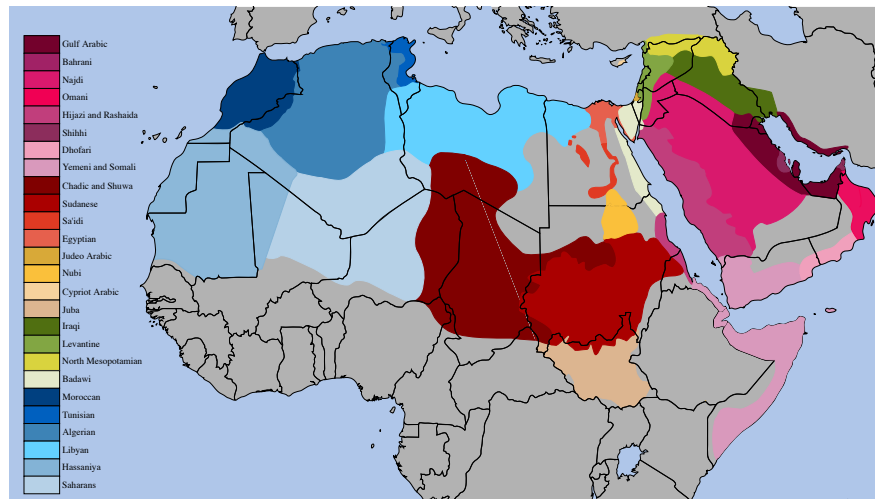 Gulf Arabic
Bahrani
Najdi
Omani
Hijazi and Rashaida
Shihhi
Dhofari
Yemeni and Somali
Chadic and Shuwa
Sudanese
Sa'idi
Egyptian
Judeo Arabic
Nubi
Cypriot Arabic
Juba
Iraqi
Levantine
North Mesopotamian
Badawi
Moroccan
Tunisian
Algerian
Libyan
Hassaniya
Saharans